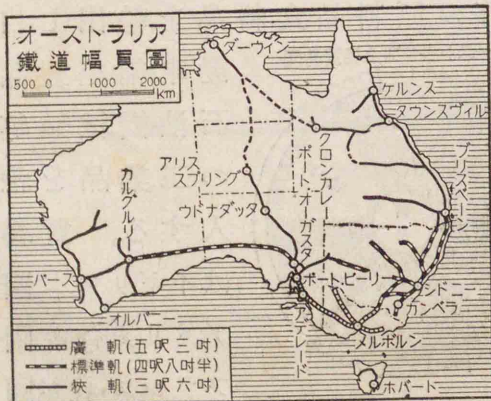 オーストラリア
鐵道幅員圖
500 0 1000 2000
km
ダーウィン
ケルンス
タウンスヴィル
クロンカレー
ブリスベーン
アリス
スプリング
ウドナダッタ
ポートオーガスタ
カルグルリー
パース
オルバニー
ポートピーリー
アデレード
シドニー
カンベラ
メルボルン
ホバート
廣軌(五呎三吋)
標準軌(四呎八吋半)
狹軌(三呎六吋)